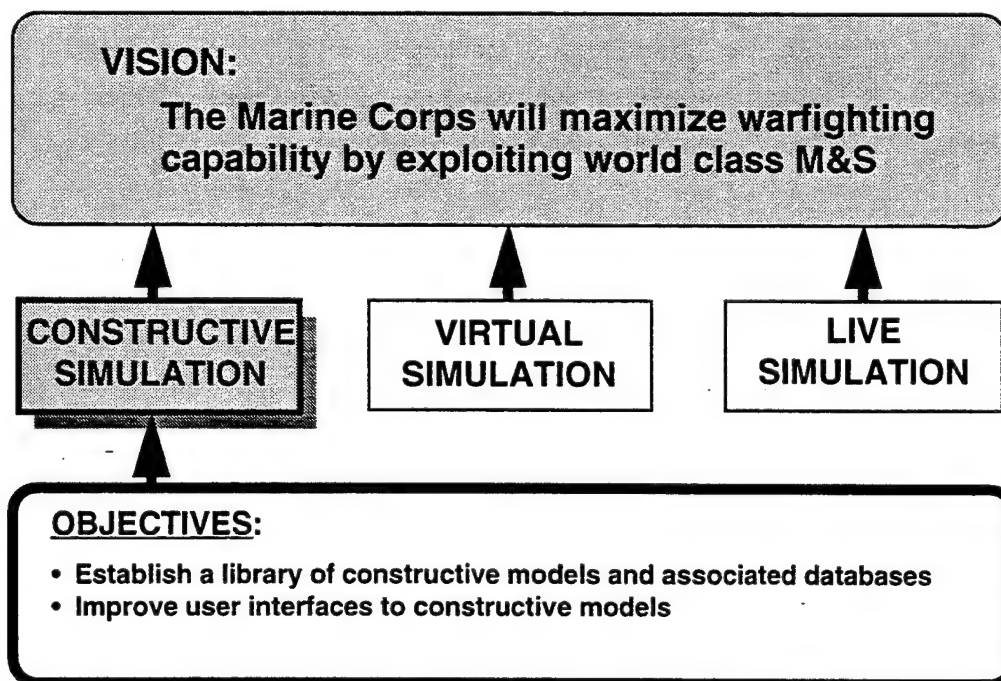 VISION:
The Marine Corps will maximize warfighting
capability by exploiting world class M&S
CONSTRUCTIVE
SIMULATION
VIRTUAL
SIMULATION
LIVE
SIMULATION
OBJECTIVES:
• Establish a library of constructive models and associated databases
• Improve user interfaces to constructive models